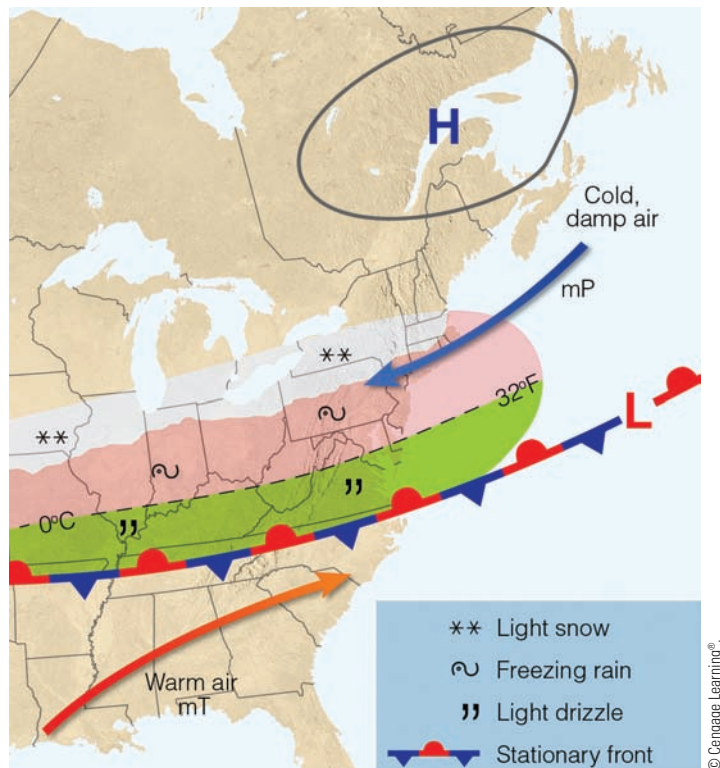 H
Cold,
damp air
mP
**
32°F
**
0°C
L
Warm air
mT
** Light snow
Freezing rain
,, Light drizzle
Stationary front
© Cengage Learning®.